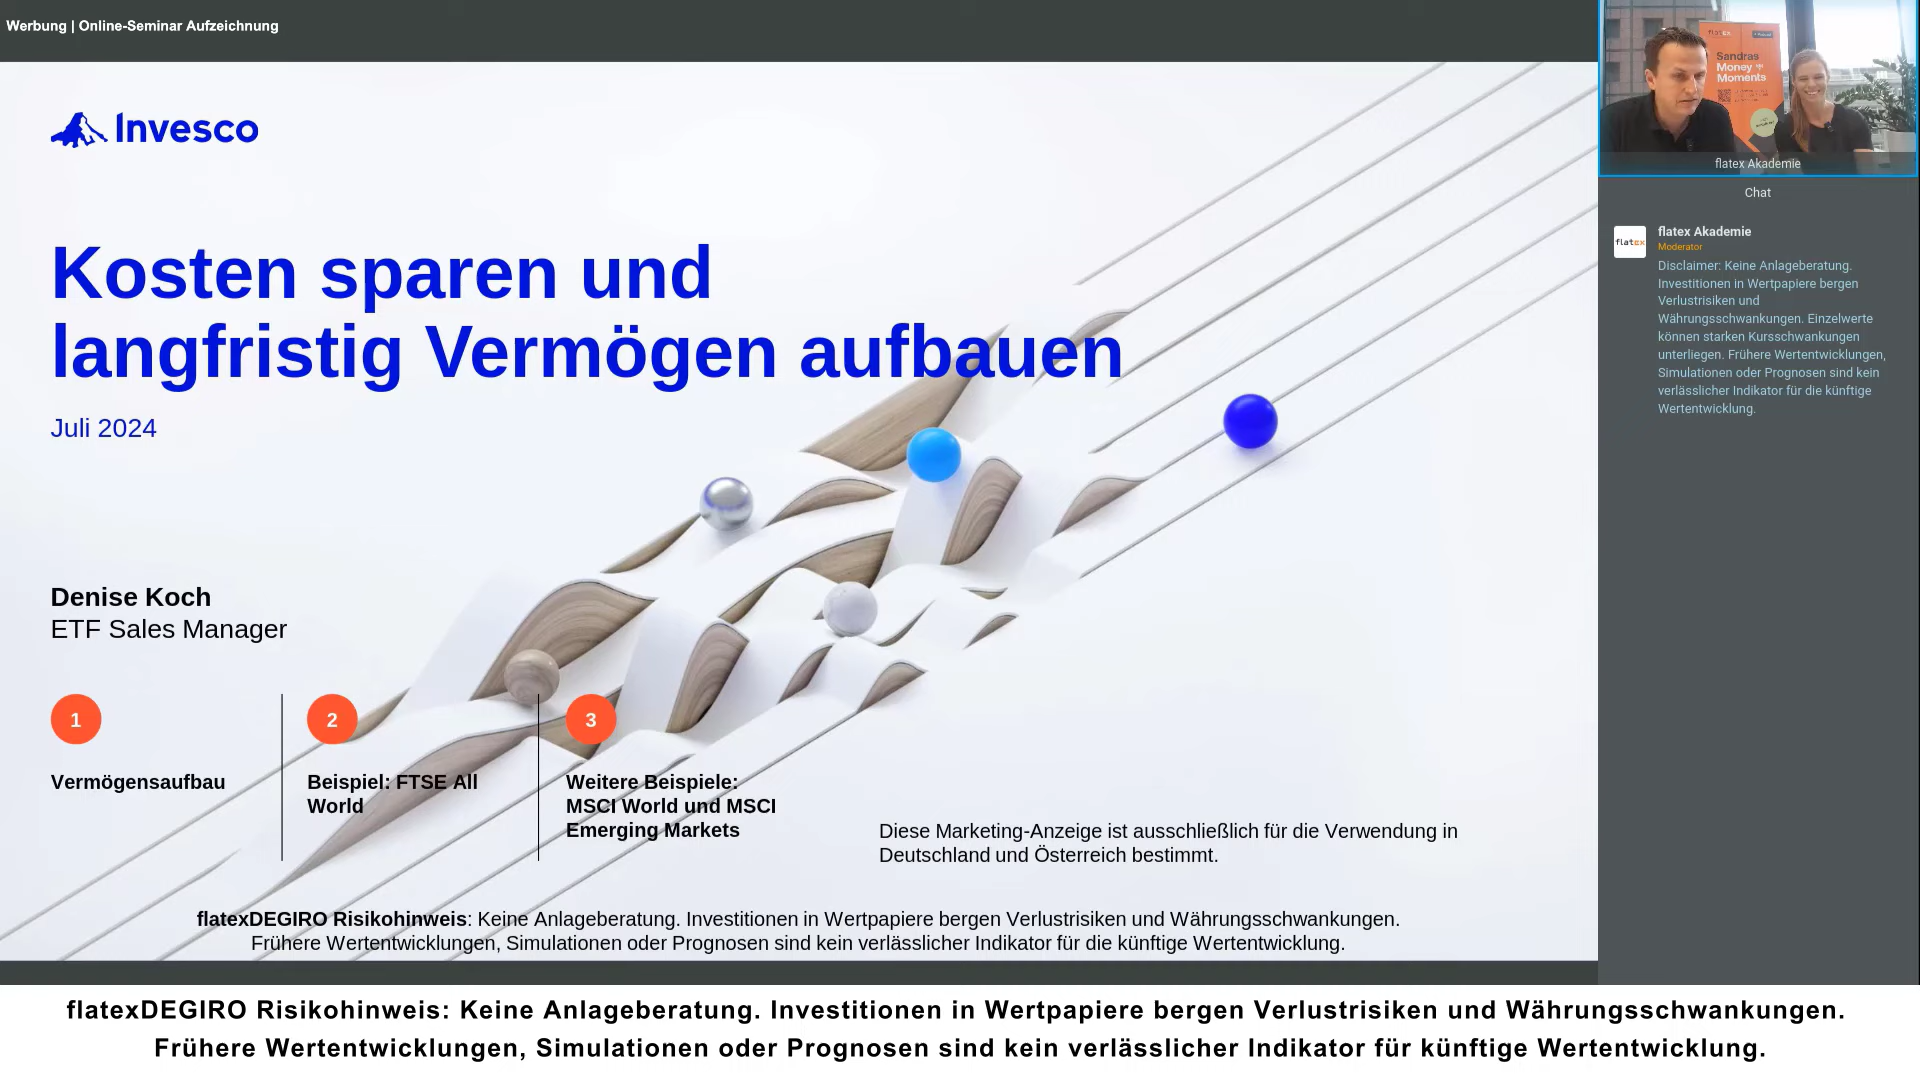 Werbung | Online-Seminar Aufzeichnung
Invesco
Kosten sparen und
langfristig Vermögen aufbauen
Juli 2024
Denise Koch
ETF Sales Manager
1
Vermögensaufbau
2
Beispiel: FTSE All
World
3
Weitere Beispiele:
MSCI World und MSCI
Emerging Markets
Diese Marketing-Anzeige ist ausschließlich für die Verwendung in
Deutschland und Österreich bestimmt.
flatexDEGIRO Risikohinweis: Keine Anlageberatung. Investitionen in Wertpapiere bergen Verlustrisiken und Währungsschwankungen.
Frühere Wertentwicklungen, Simulationen oder Prognosen sind kein verlässlicher Indikator für die künftige Wertentwicklung.
flatex
Sandras
Money
Moments
flatex Akademie
Chat
flatex
flatex Akademie
Moderator
Disclaimer: Keine Anlageberatung.
Investitionen in Wertpapiere bergen
Verlustrisiken und
Währungsschwankungen. Einzelwerte
können starken Kursschwankungen
unterliegen. Frühere Wertentwicklungen,
Simulationen oder Prognosen sind kein
verlässlicher Indikator für die künftige
Wertentwicklung.
flatexDEGIRO Risikohinweis: Keine Anlageberatung. Investitionen in Wertpapiere bergen Verlustrisiken und Währungsschwankungen.
Frühere Wertentwicklungen, Simulationen oder Prognosen sind kein verlässlicher Indikator für künftige Wertentwicklung.